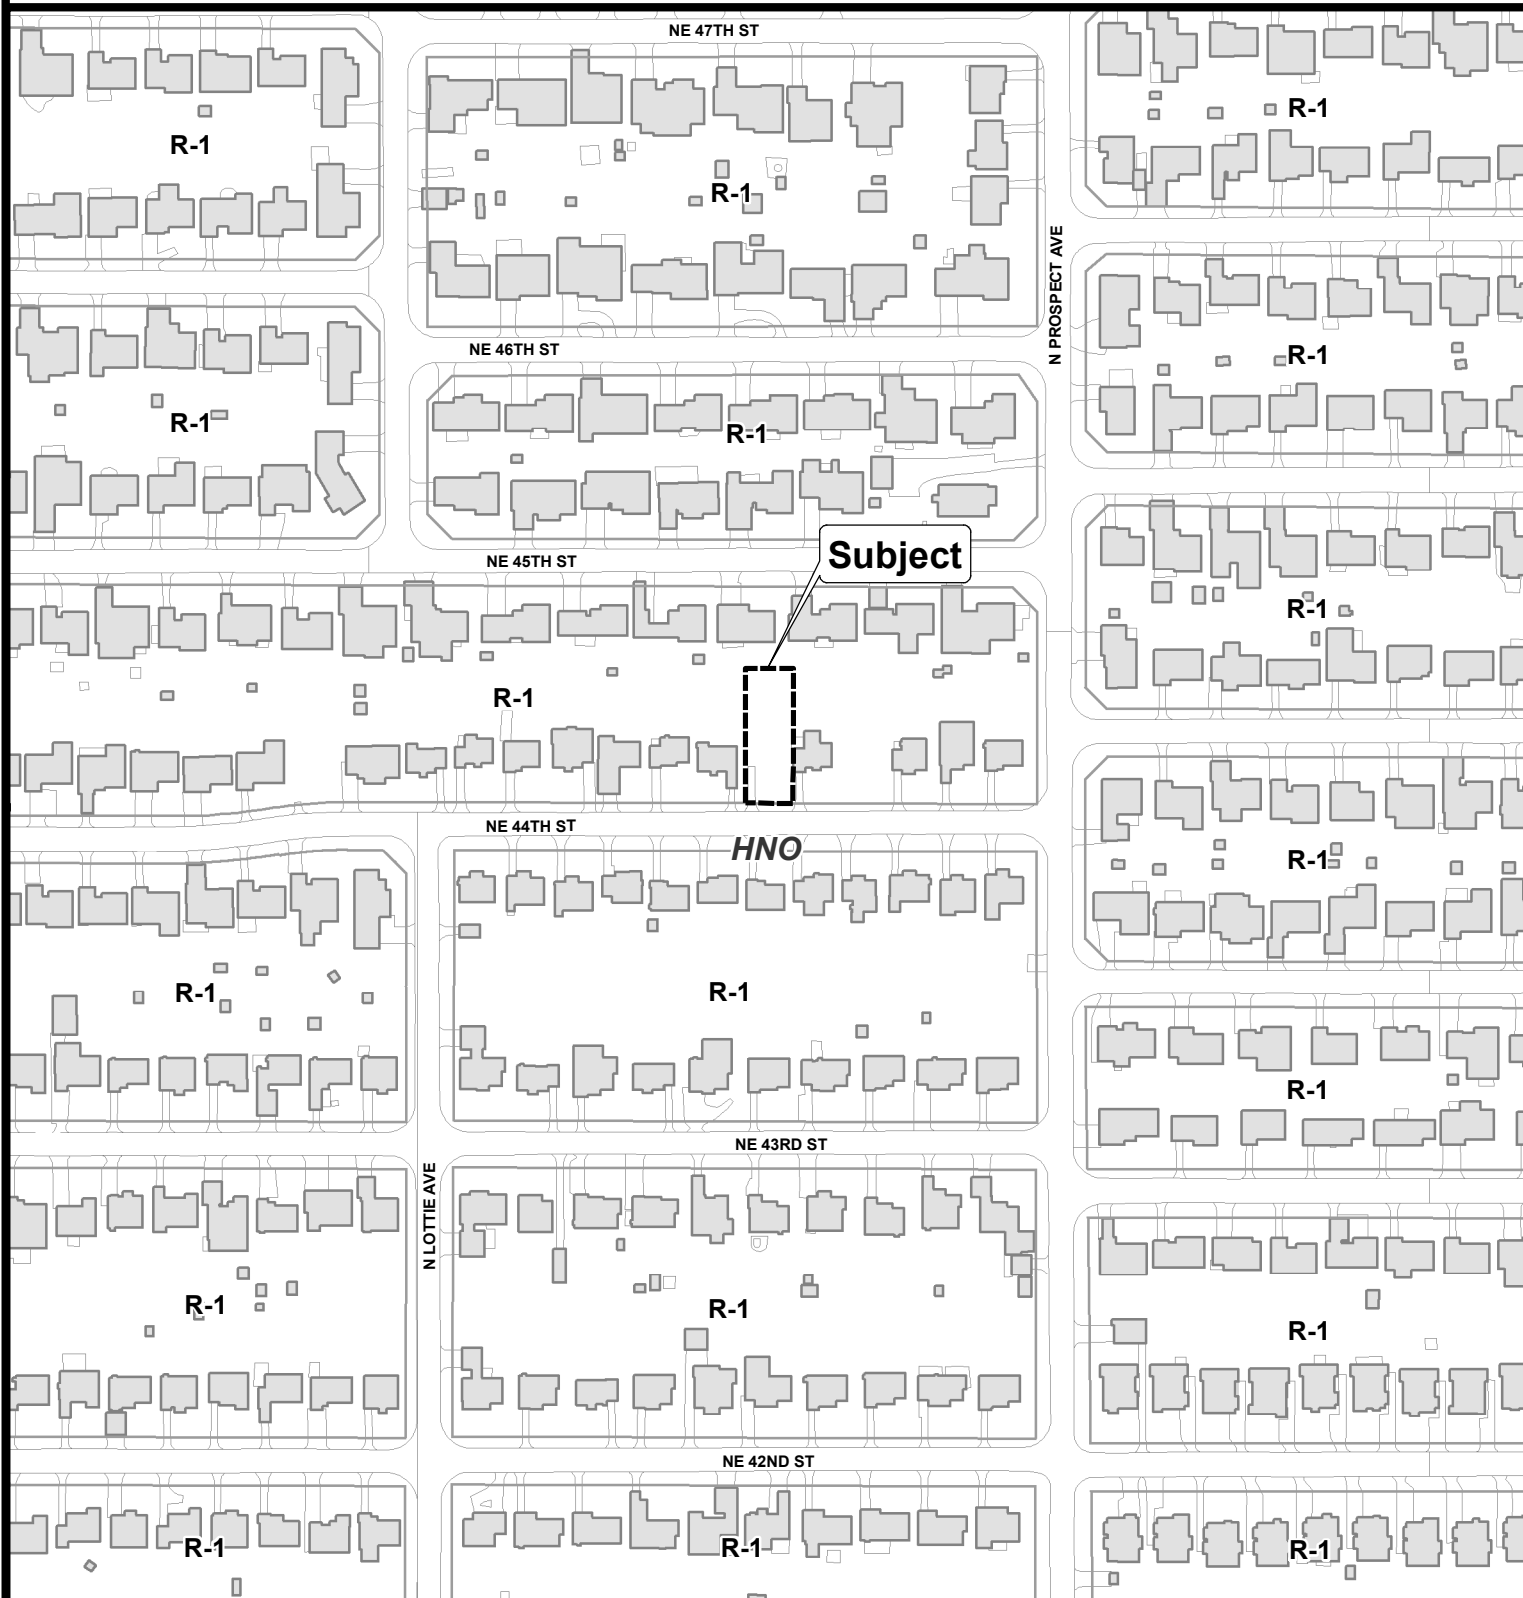 NE 47TH ST
R-1
R-1
R-1
N PROSPECT AVE
NE 46TH ST
R-1
R-1
R-1
NE 45TH ST
Subject
R-1
R-1
NE 44TH ST
HNO
R-1
R-1
R-1
R-1
NE 43RD ST
N LOTTIE AVE
R-1
R-1
R-1
NE 42ND ST
R-1
R-1
R-1